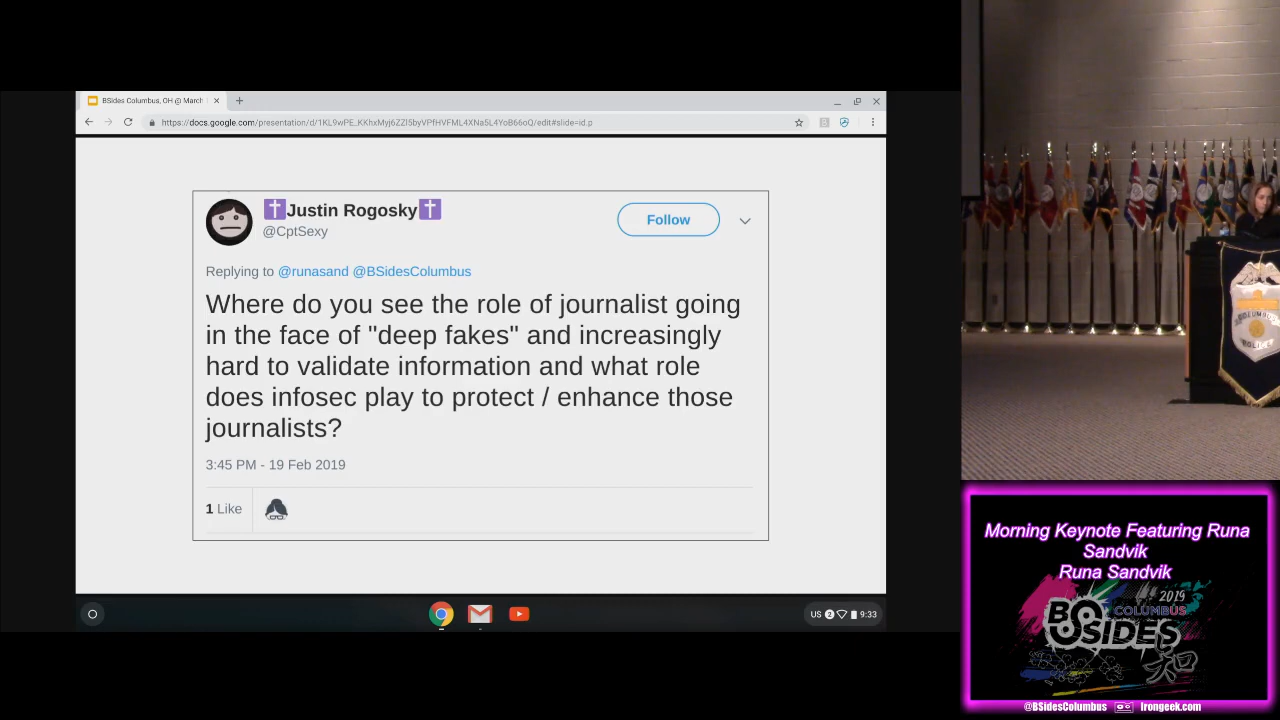 BSides Columbus, OH @ March
https://docs.google.com/presentation/d/1KL9wPE_KKhxMyj6ZZl5byVPfHVFML4XNa5L4YoB66oQ/edit#slide=id.p
✝Justin Rogosky✝
@CptSexy
Follow
Replying to @runasand @BSidesColumbus
Where do you see the role of journalist going
in the face of "deep fakes" and increasingly
hard to validate information and what role
does infosec play to protect / enhance those
journalists?
3:45 PM - 19 Feb 2019
1 Like
US 2 9:33
POLICE
Morning Keynote Featuring Runa
Sandvik
Runa Sandvik
2019
BSIDES
COLUMBUS
知
@BSidesColumbus Irongeek.com